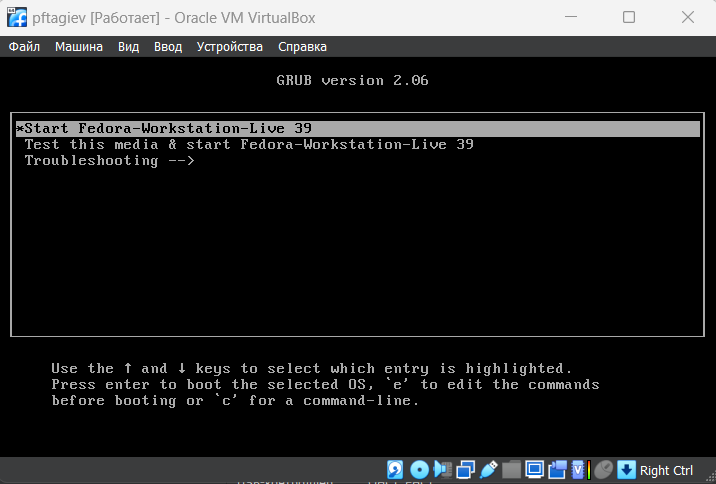 pftagiev [Работает] - Oracle VM VirtualBox
Файл Машина Вид Ввод Устройства Справка
GRUB version 2.06
*Start Fedora-Workstation-Live 39
Test this media & start Fedora-Workstation-Live 39
Troubleshooting -->
Use the ↑ and ↓ keys to select which entry is highlighted.
Press enter to boot the selected OS, `e' to edit the commands
before booting or `c' for a command-line.
Right Ctrl